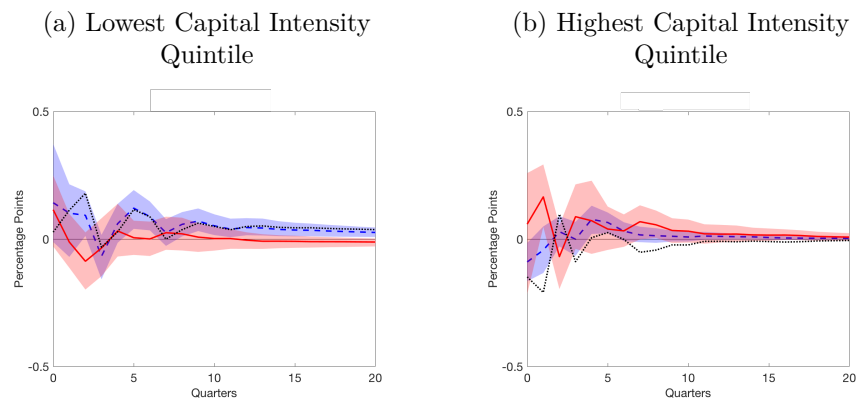 (a) Lowest Capital Intensity
Quintile
0.5
0
-0.5
Percentage Points
0 5 10 15 20
Quarters
(b) Highest Capital Intensity
Quintile
0.5
0
-0.5
Percentage Points
0 5 10 15 20
Quarters